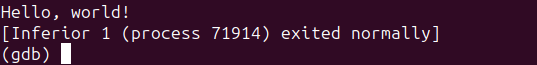 Hello, world!
[Inferior 1 (process 71914) exited normally]
(gdb)